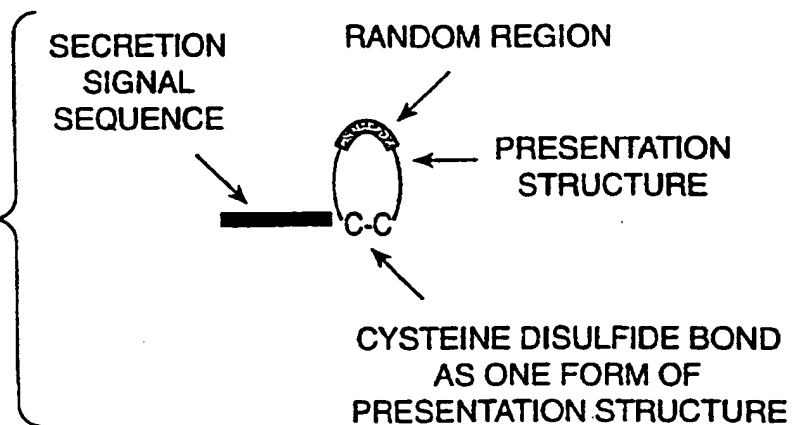 SECRETION
SIGNAL
SEQUENCE
RANDOM REGION
PRESENTATION
STRUCTURE
C-C
CYSTEINE DISULFIDE BOND
AS ONE FORM OF
PRESENTATION STRUCTURE